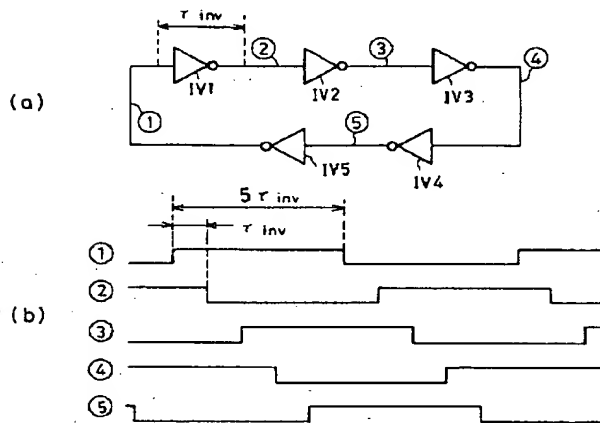 τ inv
② ③ ④
(a) IV1 IV2 IV3
① ⑤
IV5 IV4
5 τ inv
τ inv
①
②
(b)
③
④
⑤